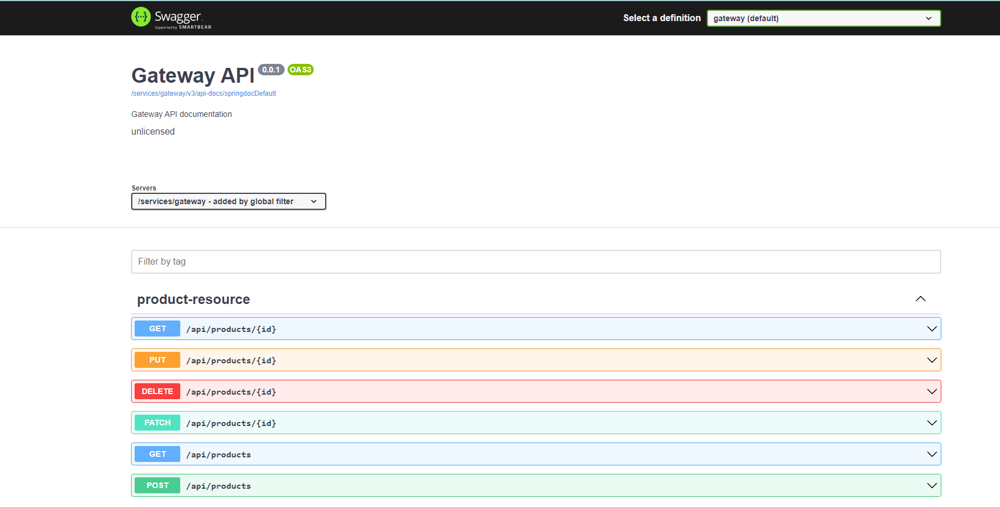 {···} Swagger.
Supported by SMARTBEAR
Select a definition
gateway (default)
Gateway API 0.0.1 OAS3
/services/gateway/v3/api-docs/springdocDefault
Gateway API documentation
unlicensed
Servers
/services/gateway - added by global filter
Filter by tag
product-resource
GET /api/products/{id}
PUT /api/products/{id}
DELETE /api/products/{id}
PATCH /api/products/{id}
GET /api/products
POST /api/products